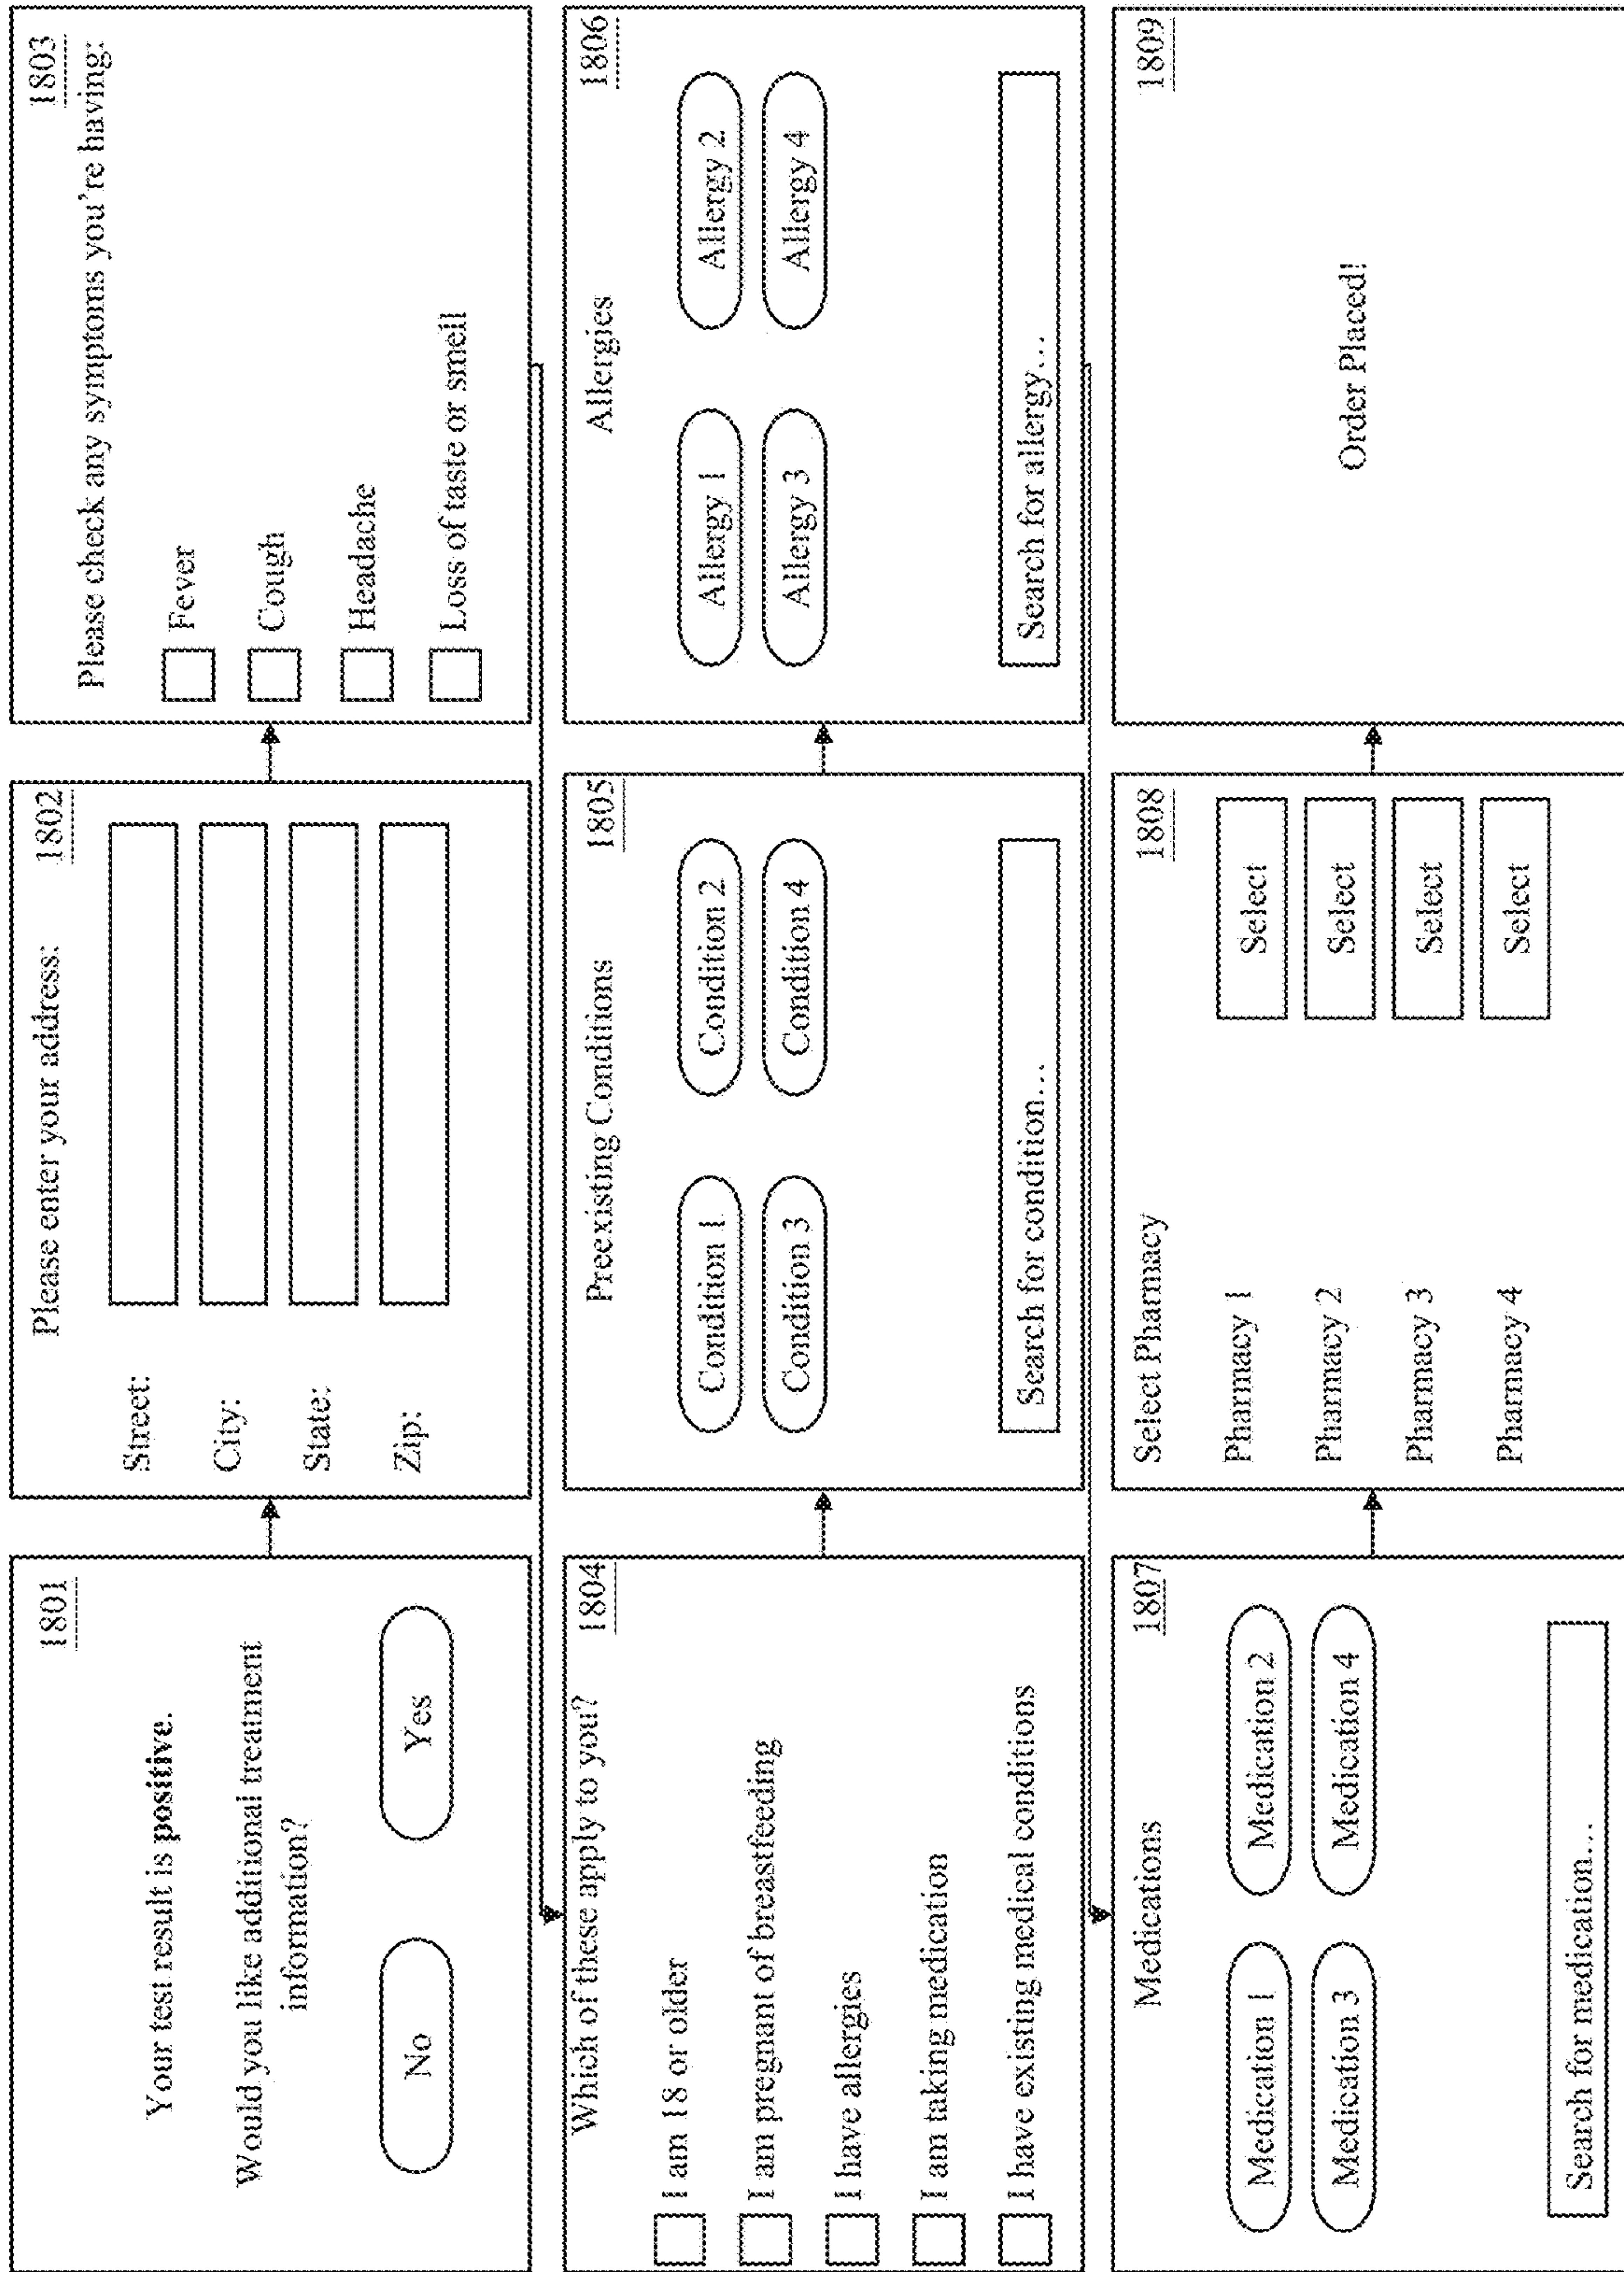 1801
Your test result is positive.
Would you like additional treatment
information?
No
Yes
1802
Please enter your address:
Street:
City:
State:
Zip:
1803
Please check any symptoms you're having:
Fever
Cough
Headache
Loss of taste or smell
1804
Which of these apply to you?
I am 18 or older
I am pregnant of breastfeeding
I have allergies
I am taking medication
I have existing medical conditions
1805
Preexisting Conditions
Condition 1
Condition 2
Condition 3
Condition 4
Search for condition...
1806
Allergies
Allergy 1
Allergy 2
Allergy 3
Allergy 4
Search for allergy...
1807
Medications
Medication 1
Medication 2
Medication 3
Medication 4
Search for medication...
1808
Select Pharmacy
Pharmacy 1
Select
Pharmacy 2
Select
Pharmacy 3
Select
Pharmacy 4
Select
1809
Order Placed!